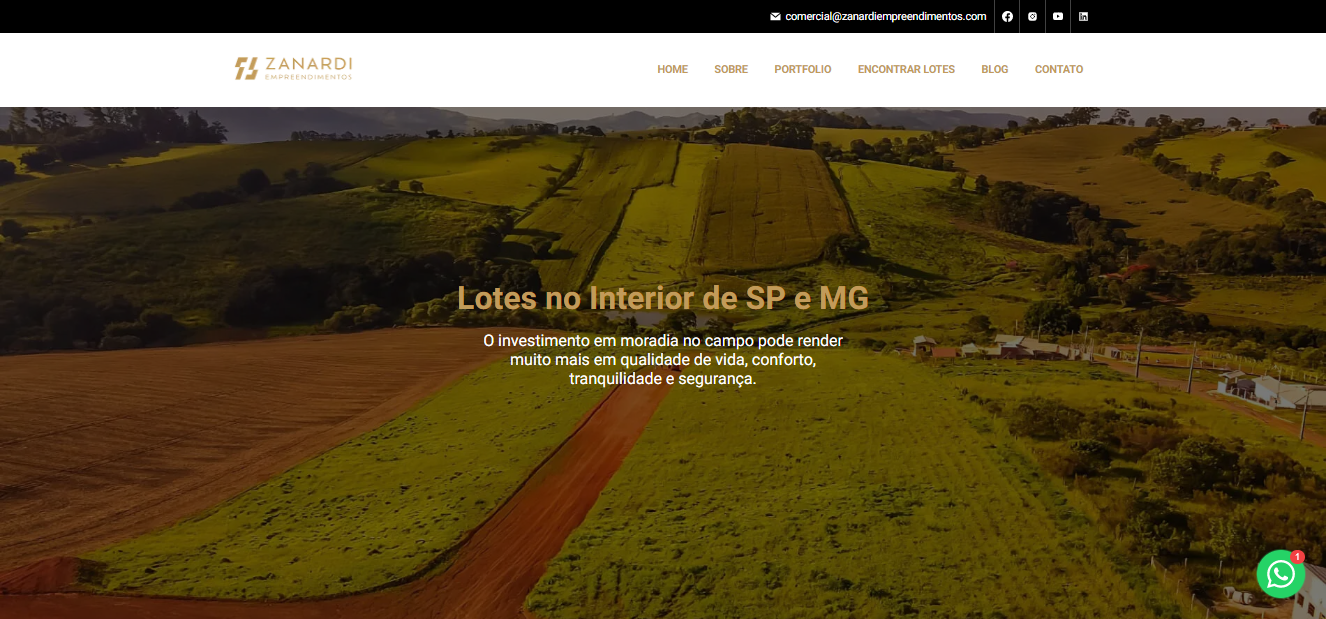 comercial@zanardiempreendimentos.com
ZANARDI
EMPREENDIMENTOS
HOME SOBRE PORTFOLIO ENCONTRAR LOTES BLOG CONTATO
Lotes no Interior de SP e MG
O investimento em moradia no campo pode render
muito mais em qualidade de vida, conforto,
tranquilidade e segurança.
1